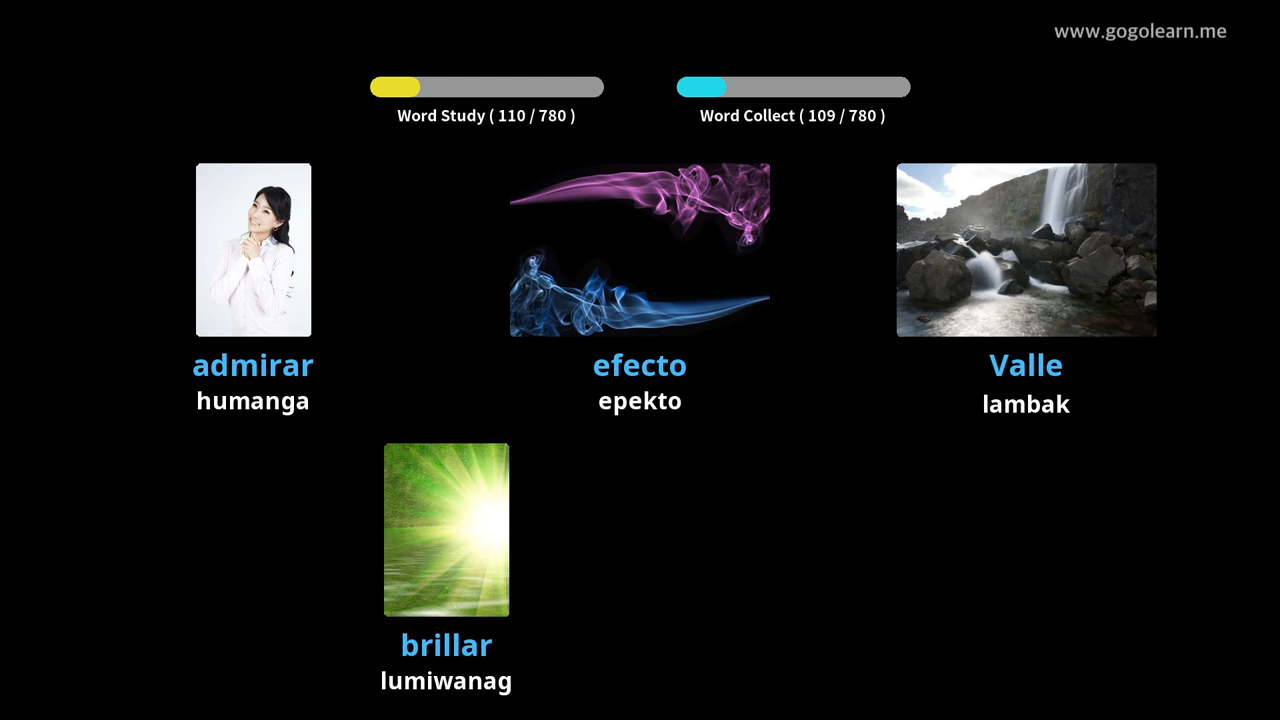 www.gogolearn.me
Word Study ( 110 / 780 )
Word Collect ( 109 / 780 )
admirar
humanga
efecto
epekto
Valle
lambak
brillar
lumiwanag